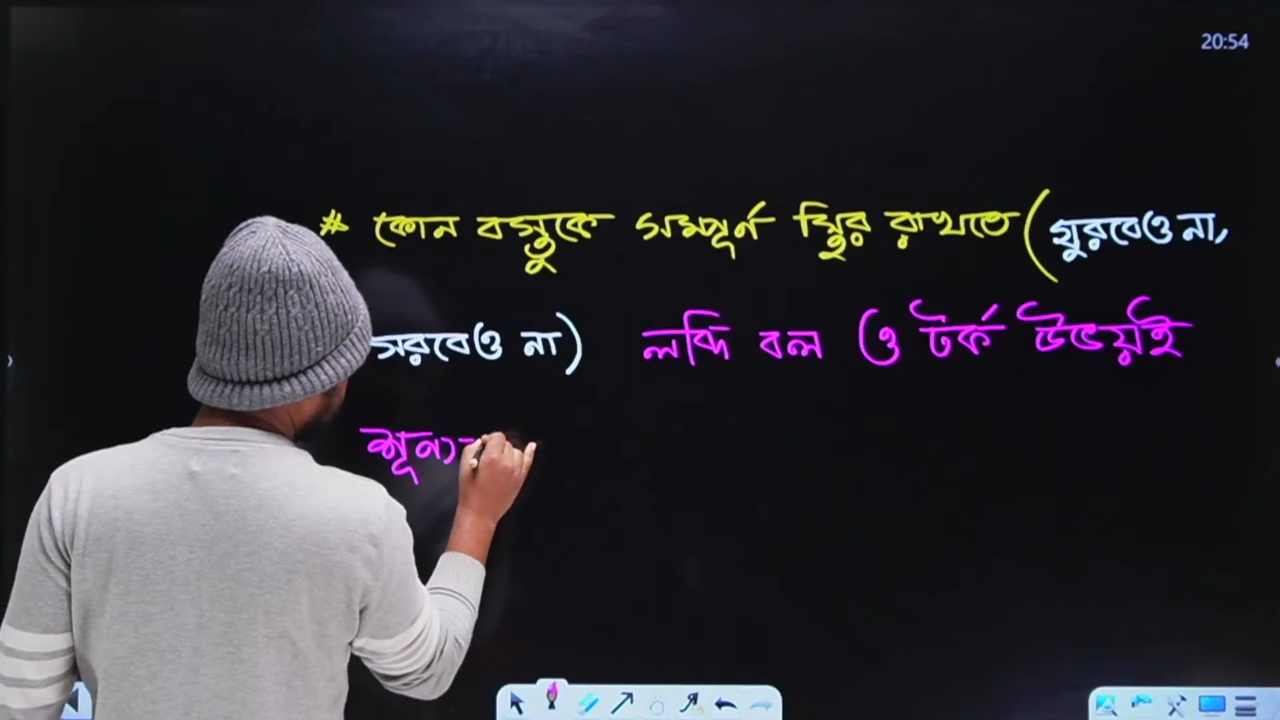 20:54
# কোন বস্তুকে সম্পূর্ন স্থির রাখতে (ঘুরবেও না,
সরবেও না) লব্দি বল ও টর্ক উভয়ই
শূন্য